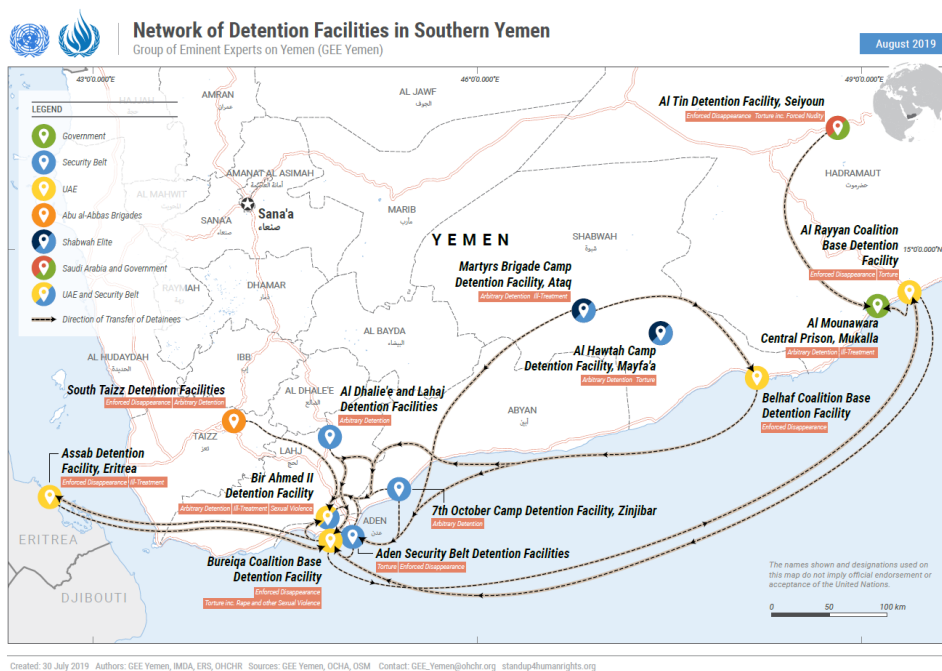 Network of Detention Facilities in Southern Yemen
Group of Eminent Experts on Yemen (GEE Yemen)
August 2019
43°0'0.000"E
46°0'0.000"E
49°0'0.000"E
LEGEND
Government
Security Belt
UAE
Abu al-Abbas Brigades
Shabwah Elite
Saudi Arabia and Government
UAE and Security Belt
Direction of Transfer of Detainees
HAJJAH
AMRAN
عمران
AL JAWF
الجوف
Al Tin Detention Facility, Seiyoun
Enforced Disappearance Torture inc. Forced Nudity
AMANAT AL ASIMAH
أمانة العاصمة
AL MAHWIT
HADRAMAUT
حضرموت
Sana'a
صنعاء
SANA'A
صنعاء
MARIB
مأرب
YEMEN
SHABWAH
شبوة
Al Rayyan Coalition
Base Detention
Facility
Enforced Disappearance Torture
15°0'0.000"N
Martyrs Brigade Camp
Detention Facility, Ataq
Arbitrary Detention Ill-Treatment
RAYMAH
DHAMAR
ذمار
Al Mounawara
Central Prison, Mukalla
Arbitrary Detention Ill-Treatment
AL BAYDA
البيضاء
Al Hawtah Camp
Detention Facility, Mayfa'a
Arbitrary Detention Torture
AL HUDAYDAH
الحديدة
IBB
إب
South Taizz Detention Facilities
Enforced Disappearance Arbitrary Detention
AL DHALE'E
الضالع
Al Dhalie'e and Lahaj
Detention Facilities
Arbitrary Detention
Belhaf Coalition Base
Detention Facility
Enforced Disappearance
ABYAN
أبين
TAIZZ
تعز
LAHJ
لحج
Assab Detention
Facility, Eritrea
Enforced Disappearance Ill-Treatment
Bir Ahmed II
Detention Facility
Arbitrary Detention Ill-Treatment Sexual Violence
7th October Camp Detention Facility, Zinjibar
Arbitrary Detention
ADEN
عدن
ERITREA
Aden Security Belt Detention Facilities
Torture Enforced Disappearance
Bureiqa Coalition Base
Detention Facility
Enforced Disappearance
Torture inc. Rape and other Sexual Violence
DJIBOUTI
The names shown and designations used on
this map do not imply official endorsement or
acceptance of the United Nations.
0 50 100 km
Created: 30 July 2019 Authors: GEE Yemen, IMDA, ERS, OHCHR Sources: GEE Yemen, OCHA, OSM Contact: GEE_Yemen@ohchr.org standup4humanrights.org